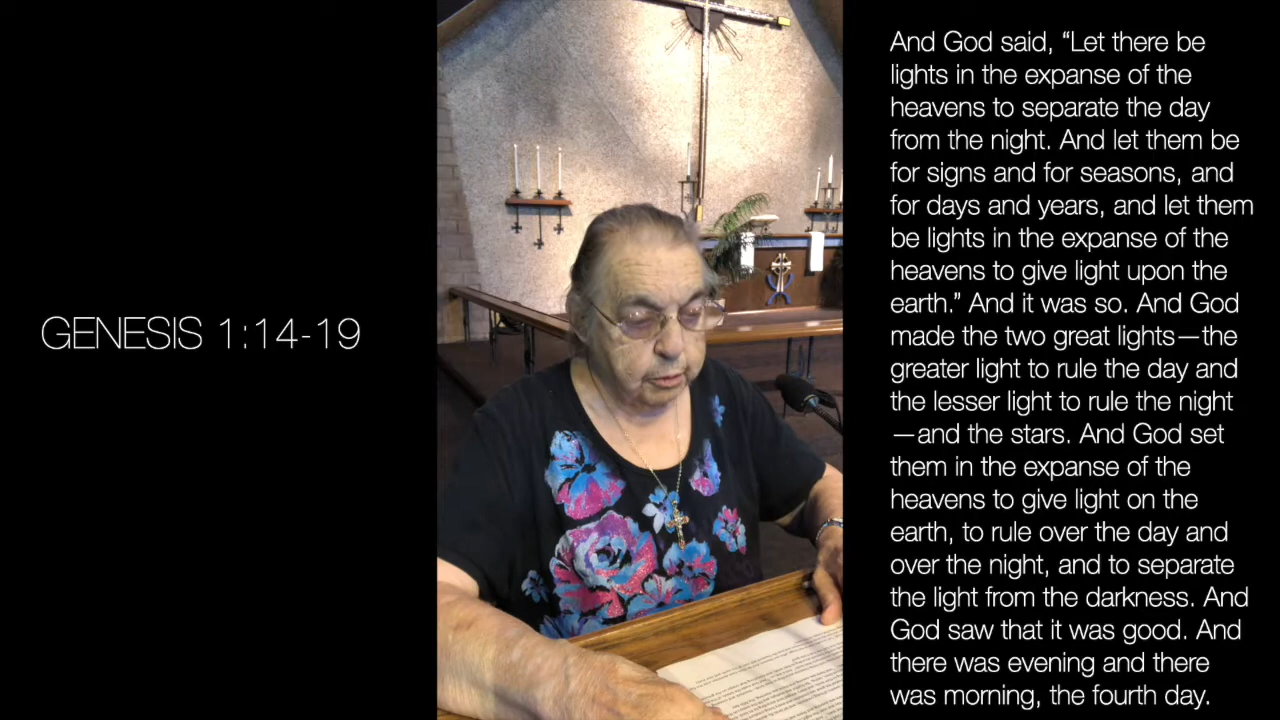 GENESIS 1:14-19
And God said, “Let there be
lights in the expanse of the
heavens to separate the day
from the night. And let them be
for signs and for seasons, and
for days and years, and let them
be lights in the expanse of the
heavens to give light upon the
earth.” And it was so. And God
made the two great lights—the
greater light to rule the day and
the lesser light to rule the night
—and the stars. And God set
them in the expanse of the
heavens to give light on the
earth, to rule over the day and
over the night, and to separate
the light from the darkness. And
God saw that it was good. And
there was evening and there
was morning, the fourth day.